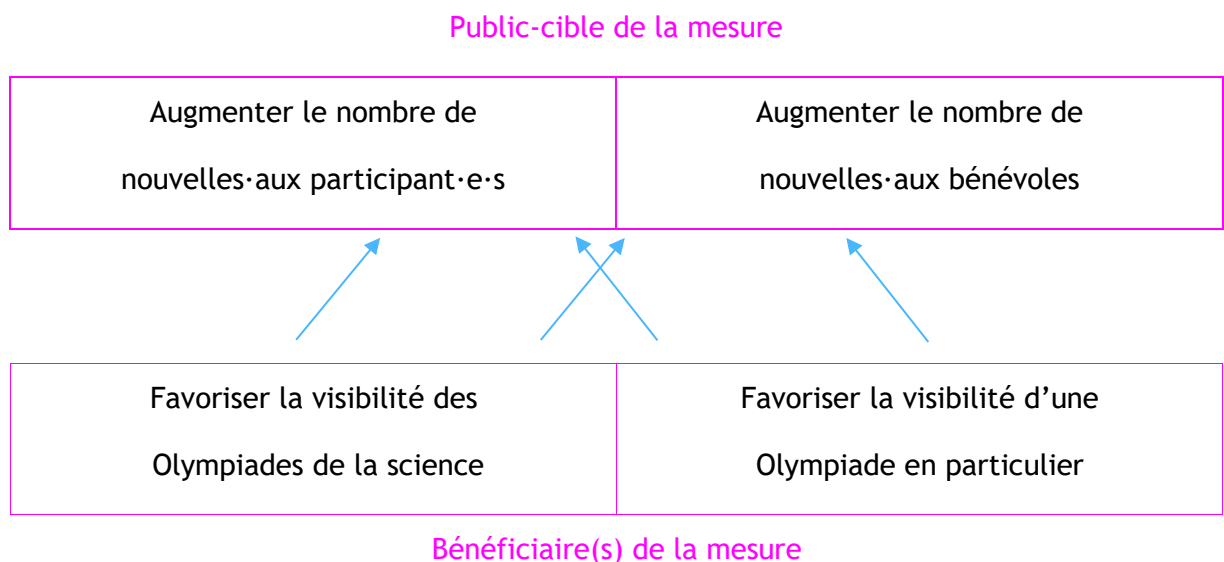 Public-cible de la mesure
Augmenter le nombre de
nouvelles·aux participant·e·s
Augmenter le nombre de
nouvelles·aux bénévoles
Favoriser la visibilité des
Olympiades de la science
Favoriser la visibilité d’une
Olympiade en particulier
Bénéficiaire(s) de la mesure